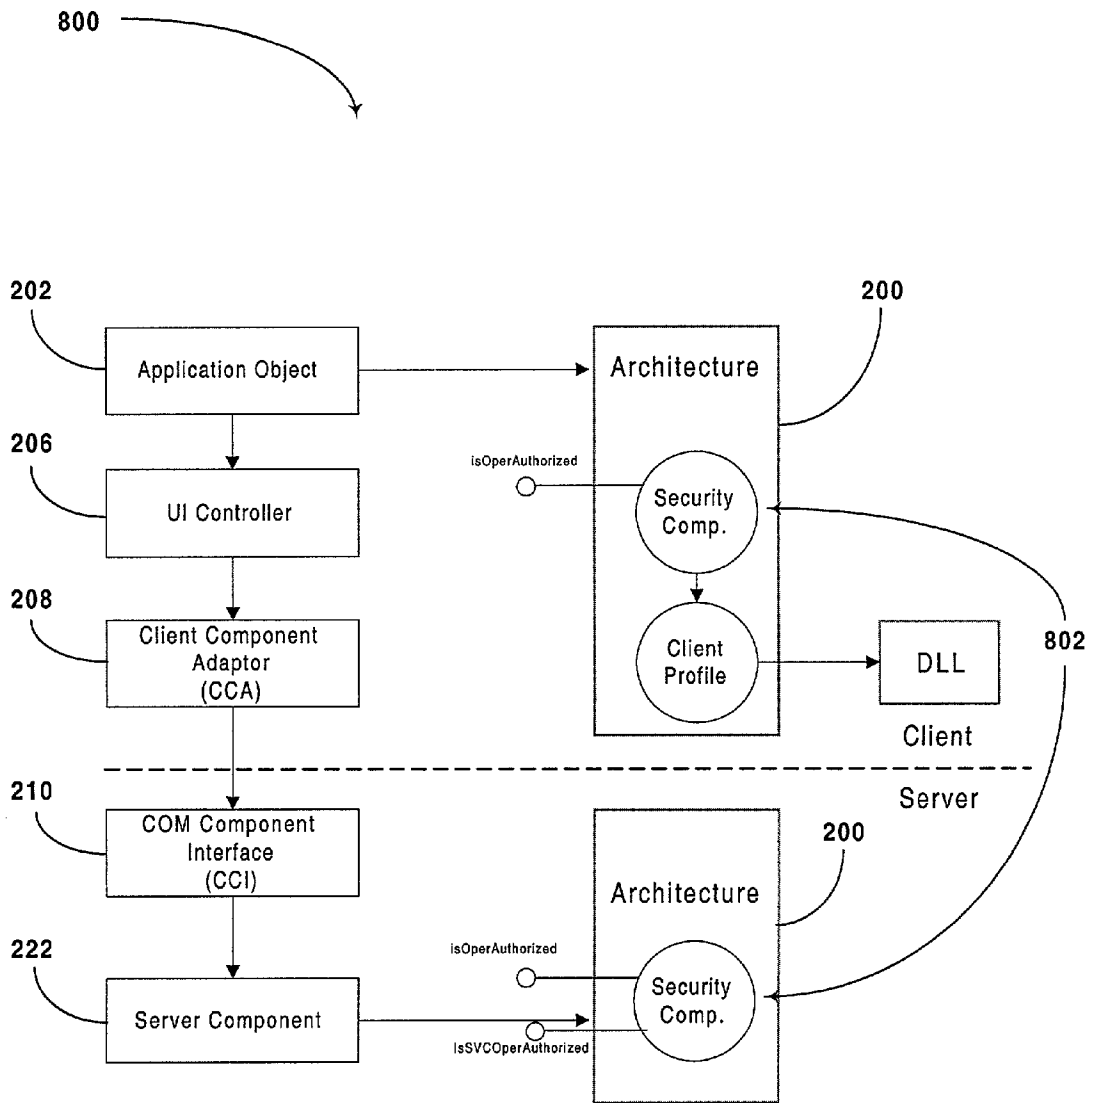 800
202
200
Application Object
Architecture
206
isOperAuthorized
UI Controller
Security
Comp.
208
Client Component
Adaptor
(CCA)
Client
Profile
DLL
802
Client
210
Server
COM Component
Interface
(CCI)
200
Architecture
222
isOperAuthorized
Security
Comp.
Server Component
IsSVCOperAuthorized